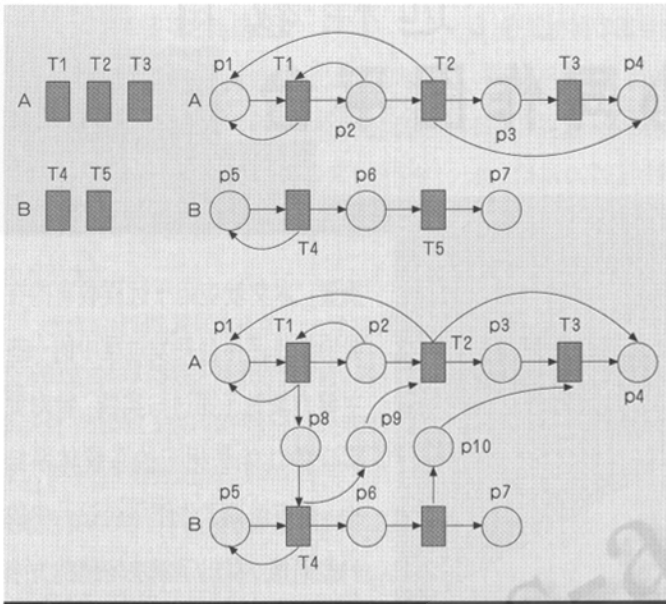 T1 T2 T3
A
T4 T5
B
p1 T1 T2 T3 p4
A
p2 p3
p5 p6 p7
B
T4 T5
p1 T1 p2 T2 p3 T3
A
p4
p8 p9 p10
p5 p6 p7
B
T4